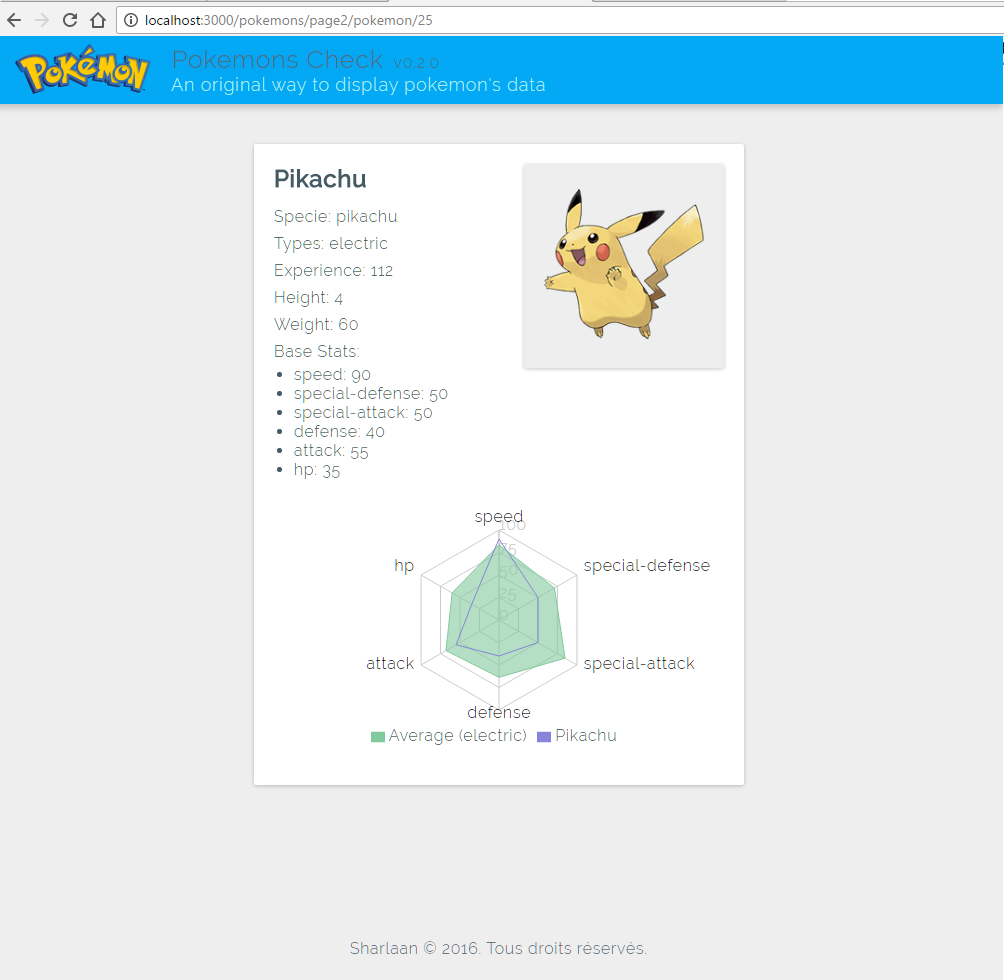 localhost:3000/pokemons/page2/pokemon/25
POKéMON
Pokemons Check v0.2.0
An original way to display pokemon's data
Pikachu
Specie: pikachu
Types: electric
Experience: 112
Height: 4
Weight: 60
Base Stats:
speed: 90
special-defense: 50
special-attack: 50
defense: 40
attack: 55
hp: 35
speed
100
75
50
25
0
hp
special-defense
attack
special-attack
defense
Average (electric) Pikachu
Sharlaan © 2016. Tous droits réservés.